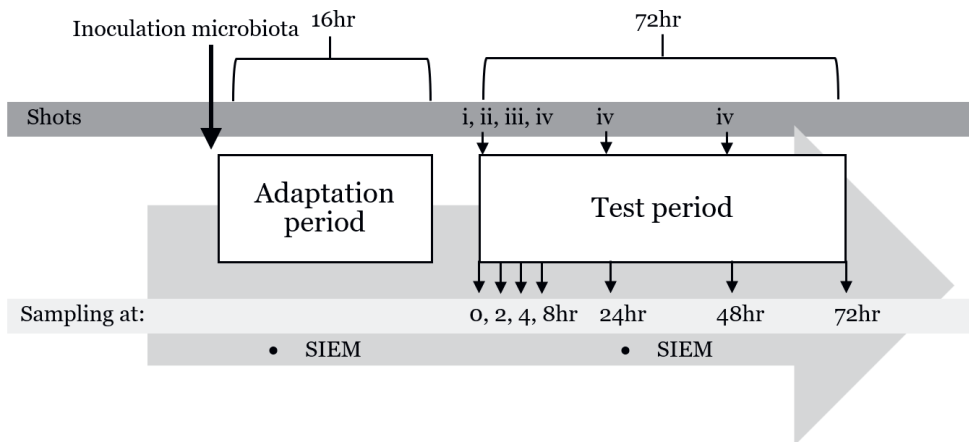 Inoculation microbiota
16hr
72hr
Shots
i, ii, iii, iv
iv
iv
Adaptation
period
Test period
Sampling at:
0, 2, 4, 8hr
24hr
48hr
72hr
• SIEM
• SIEM